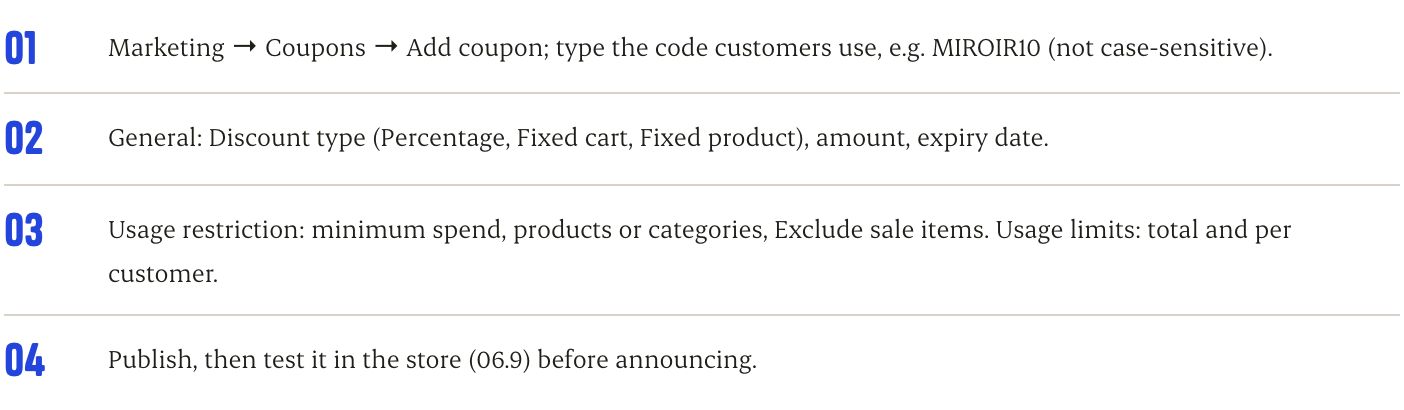 01 Marketing → Coupons → Add coupon; type the code customers use, e.g. MIROIR10 (not case-sensitive).
02 General: Discount type (Percentage, Fixed cart, Fixed product), amount, expiry date.
03 Usage restriction: minimum spend, products or categories, Exclude sale items. Usage limits: total and per
customer.
04 Publish, then test it in the store (06.9) before announcing.